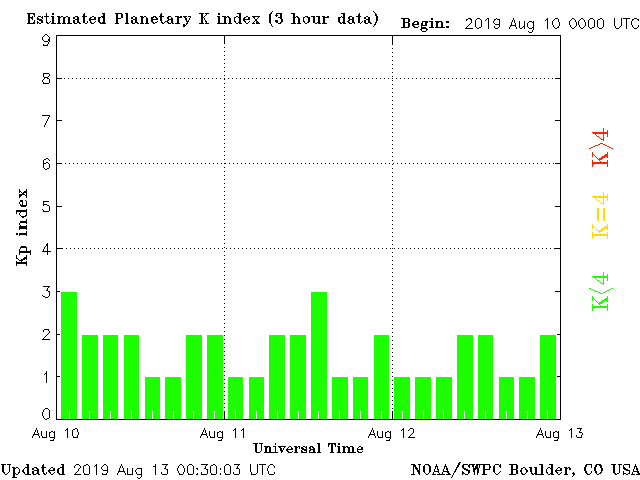 Estimated Planetary K index (3 hour data)
Begin: 2019 Aug 10 0000 UTC
9
8
7
6
5
4
3
2
1
0
Kp index
K>4
K=4
K<4
Aug 10
Aug 11
Aug 12
Aug 13
Universal Time
Updated 2019 Aug 13 00:30:03 UTC
NOAA/SWPC Boulder, CO USA